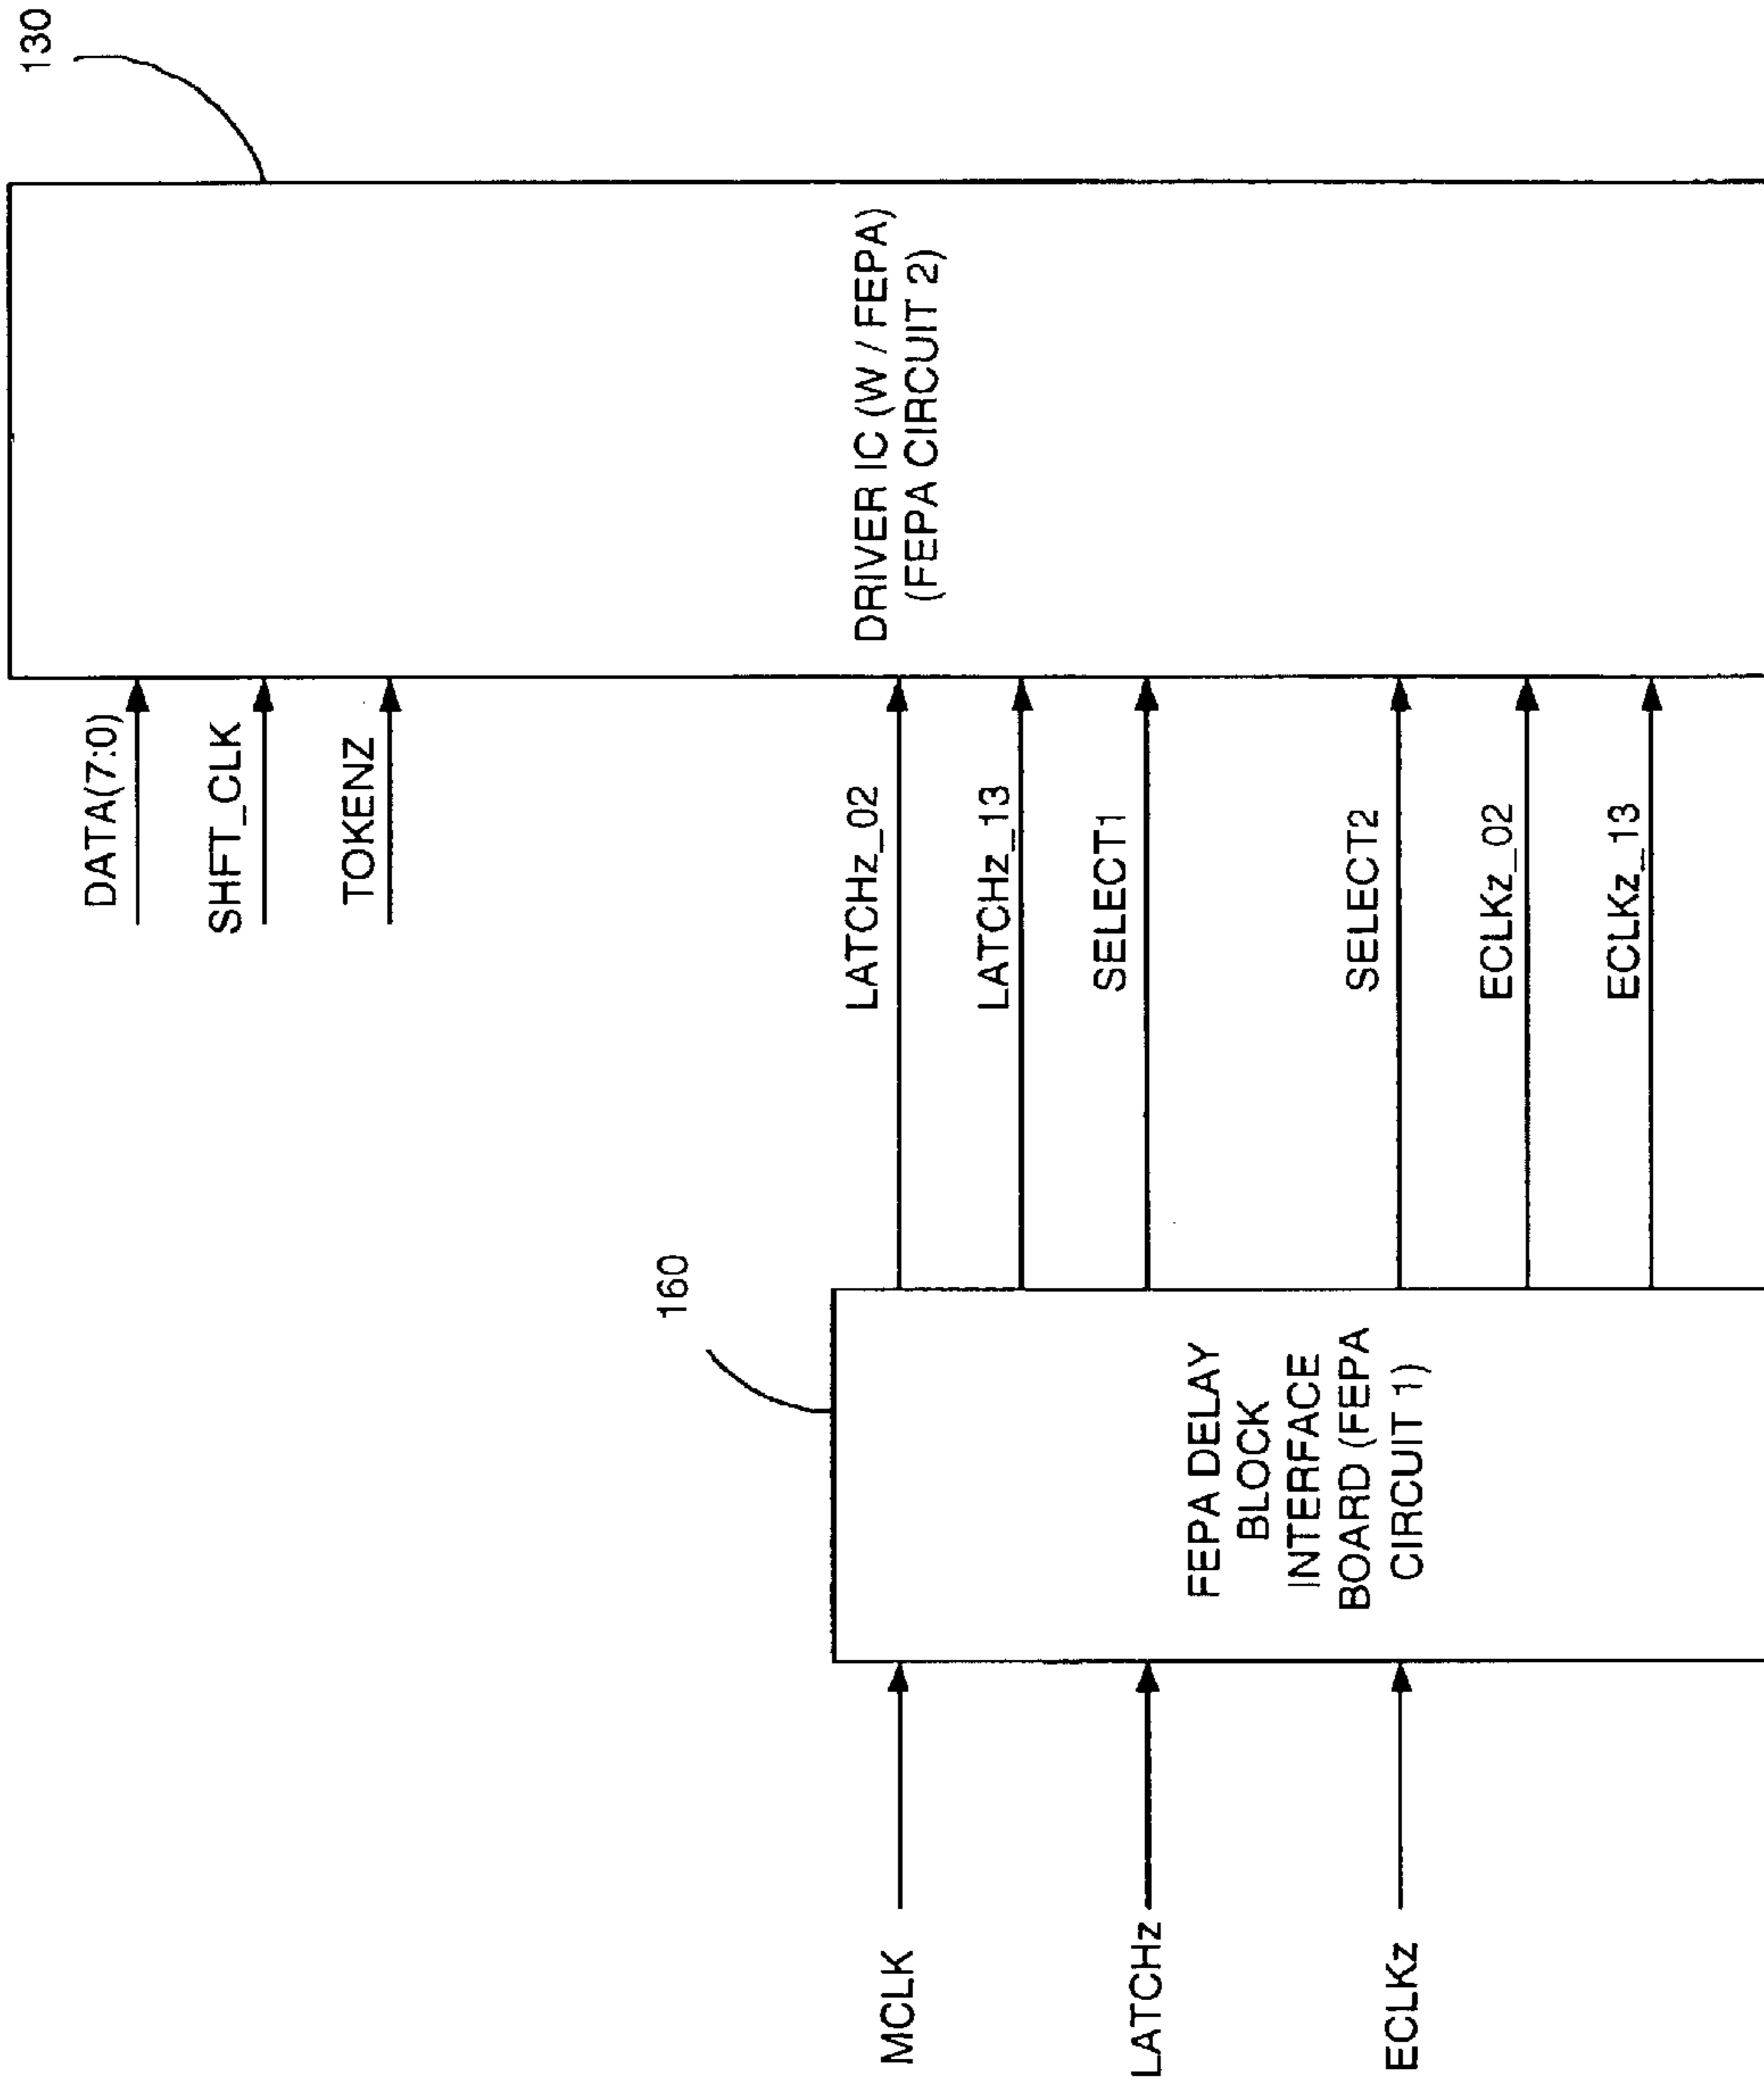 130
DATA(7:0)
SHFT_CLK
TOKENZ
DRIVER IC (W / FEPA)
(FEPA CIRCUIT 2)
LATCHz_02
LATCHz_13
SELECT1
SELECT2
ECLKz_02
ECLKz_13
160
FEPA DELAY
BLOCK
INTERFACE
BOARD (FEPA
CIRCUIT 1)
MCLK
LATCHz
ECLKz